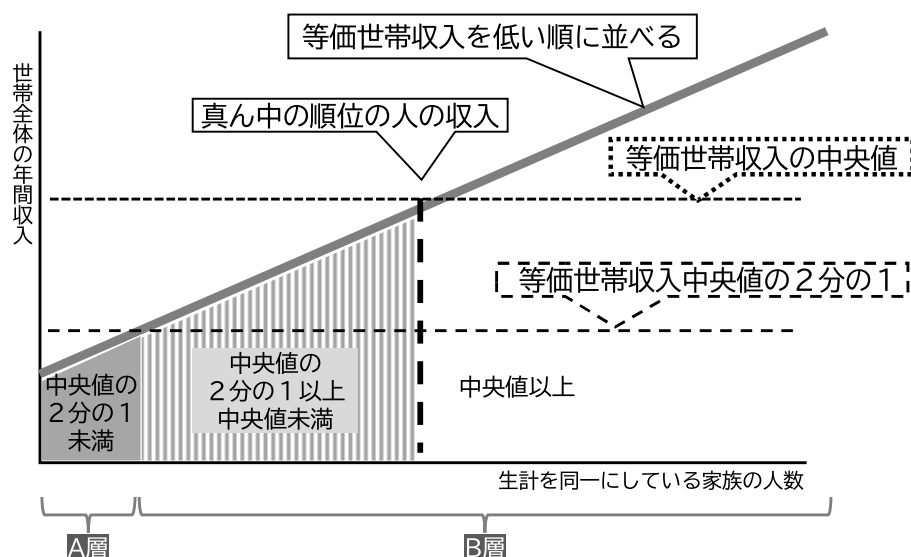 等価世帯収入を低い順に並べる
真ん中の順位の人の収入
世帯全体の年間収入
等価世帯収入の中央値
等価世帯収入中央値の２分の１
中央値の
２分の１
未満
中央値の
２分の１以上
中央値未満
中央値以上
生計を同一にしている家族の人数
A層
B層